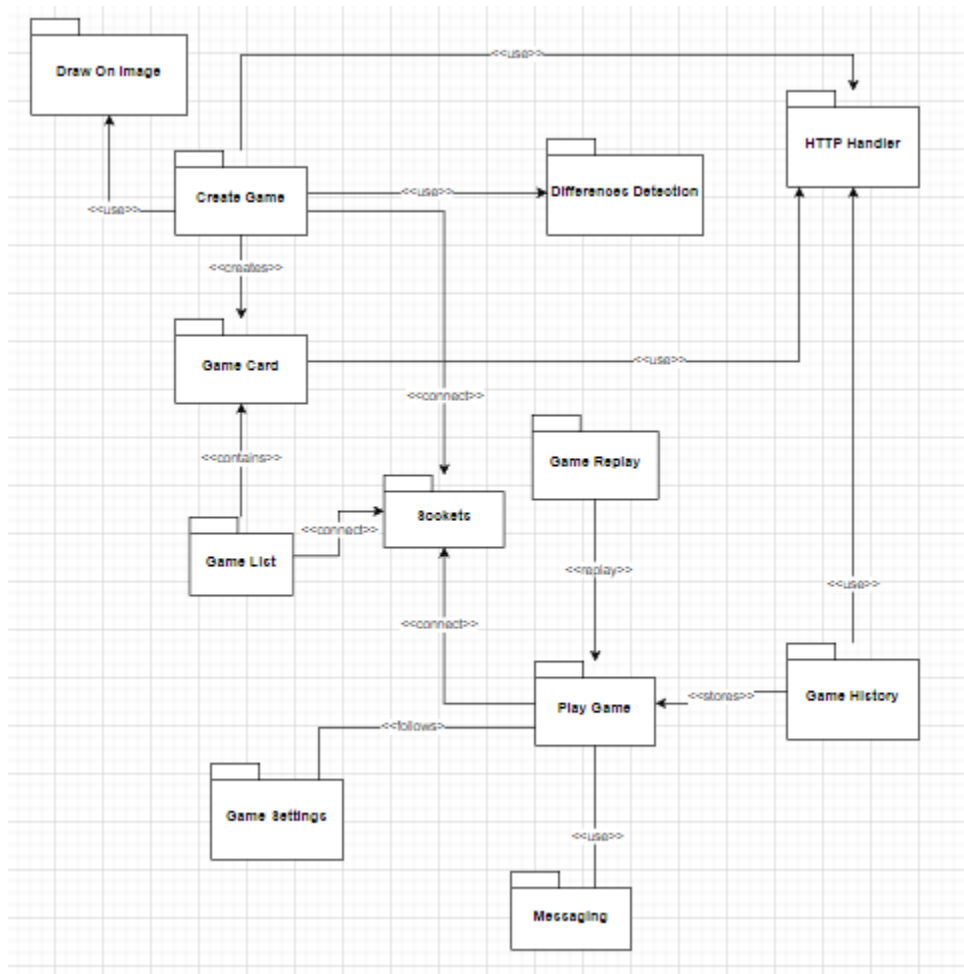 <<use>>
Draw On Image
HTTP Handler
Differences Detection
<<use>>
Create Game
<<use>>
<<creates>>
Game Card
<<use>>
<<connect>>
<<contains>>
Game Replay
Sockets
<<connect>>
Game List
<<replay>>
<<use>>
<<connect>>
Game History
<<stores>>
Play Game
<<follows>
Game Settings
<<use>>
Messaging